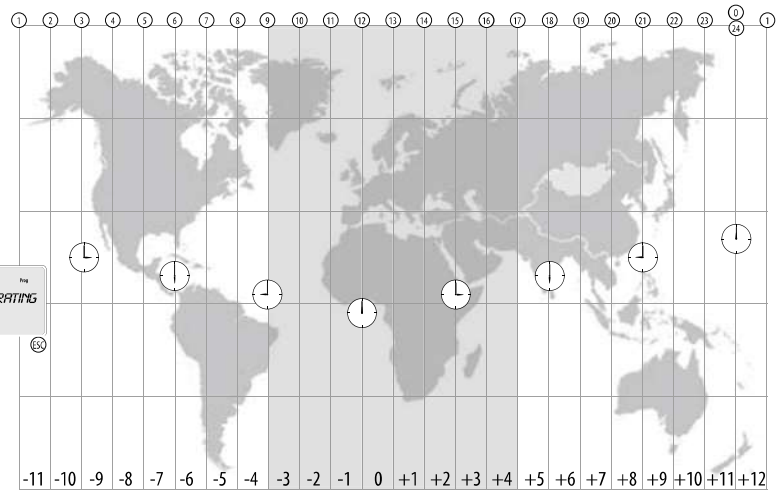 1 2 3 4 5 6 7 8 9 10 11 12 13 14 15 16 17 18 19 20 21 22 23 0 1
24
Prog
RATING
ESC
-11 -10 -9 -8 -7 -6 -5 -4 -3 -2 -1 0 +1 +2 +3 +4 +5 +6 +7 +8 +9 +10 +11 +12